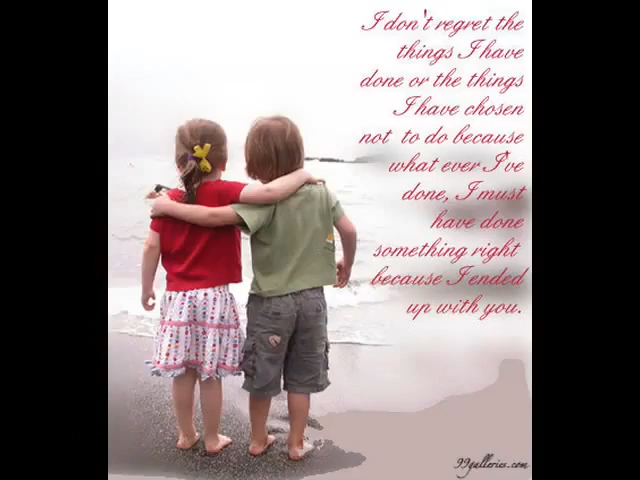 I don't regret the
things I have
done or the things
I have chosen
not to do because
what ever I've
done, I must
have done
something right
because I ended
up with you.
99galleries.com